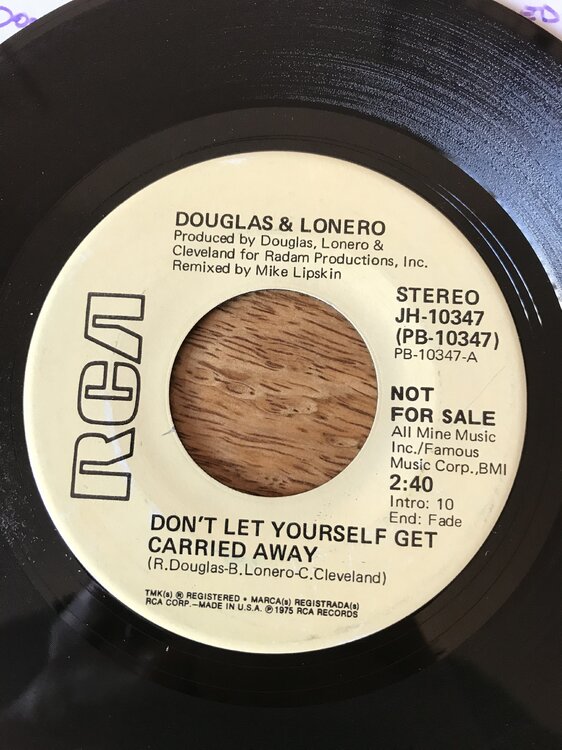 DOUGLAS & LONERO
Produced by Douglas, Lonero &
Cleveland for Radam Productions, Inc.
Remixed by Mike Lipskin
RCA
STEREO
JH-10347
(PB-10347)
PB-10347-A
NOT
FOR SALE
All Mine Music
Inc./Famous
Music Corp.,BMI
2:40
Intro: 10
End: Fade
DON'T LET YOURSELF GET
CARRIED AWAY
(R.Douglas-B.Lonero-C.Cleveland)
TMK(s) ® REGISTERED • MARCA(s) REGISTRADA(s)
RCA CORP.—MADE IN U.S.A. ℗ 1975 RCA RECORDS